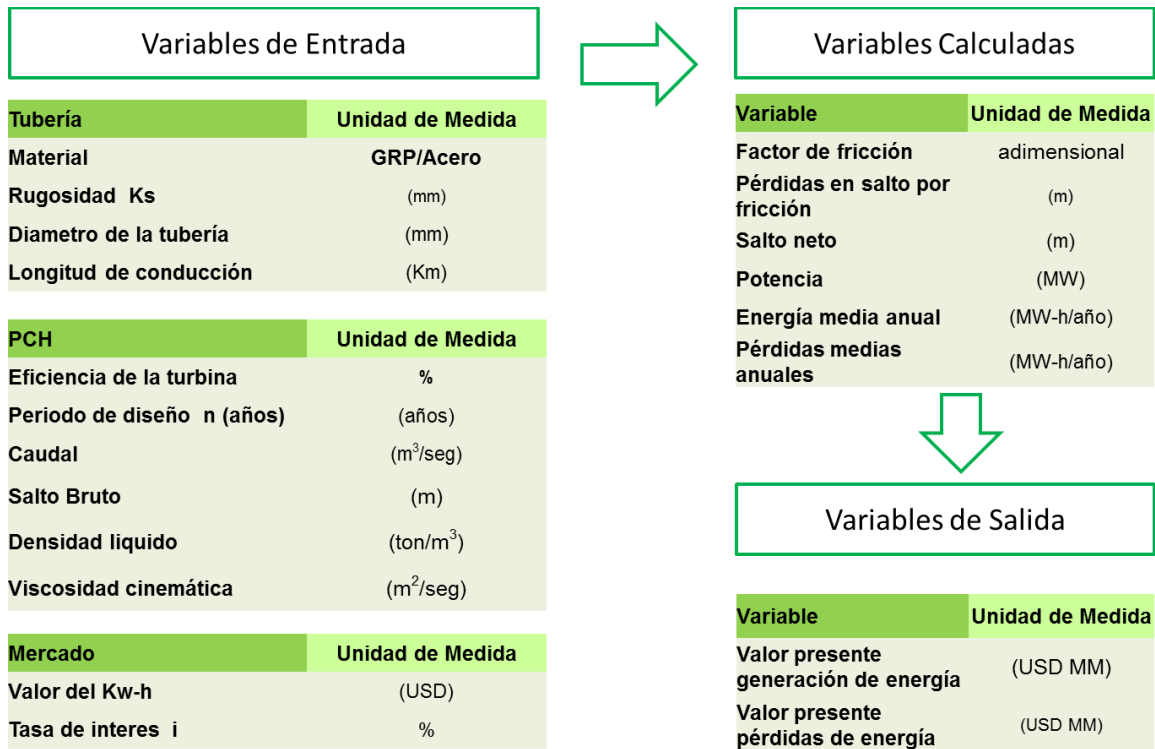 Variables de Entrada
Tubería Unidad de Medida
Material GRP/Acero
Rugosidad Ks (mm)
Diametro de la tubería (mm)
Longitud de conducción (Km)
PCH Unidad de Medida
Eficiencia de la turbina %
Periodo de diseño n (años) (años)
Caudal (m³/seg)
Salto Bruto (m)
Densidad liquido (ton/m³)
Viscosidad cinemática (m²/seg)
Mercado Unidad de Medida
Valor del Kw-h (USD)
Tasa de interes i %
Variables Calculadas
Variable Unidad de Medida
Factor de fricción adimensional
Pérdidas en salto por
fricción (m)
Salto neto (m)
Potencia (MW)
Energía media anual (MW-h/año)
Pérdidas medias
anuales (MW-h/año)
Variables de Salida
Variable Unidad de Medida
Valor presente
generación de energía (USD MM)
Valor presente
pérdidas de energía (USD MM)